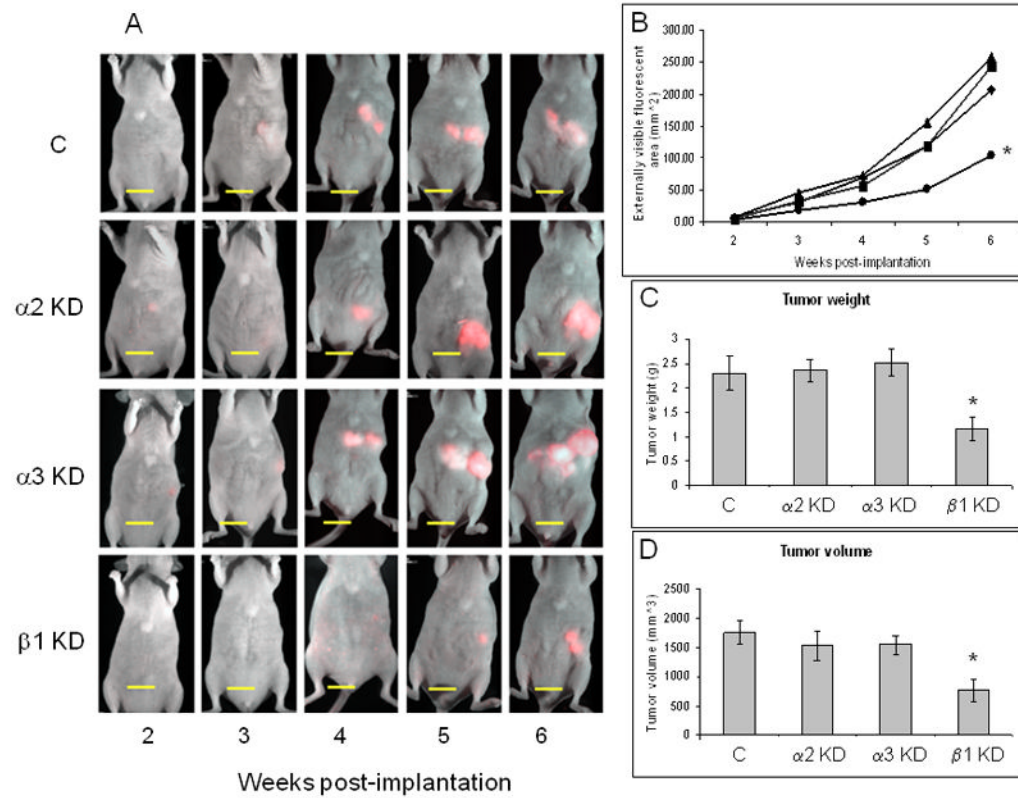 A
C
α2 KD
α3 KD
β1 KD
2 3 4 5 6
Weeks post-implantation
B
Externally visible fluorescent
area (mm^2)
300.00
250.00
200.00
150.00
100.00
50.00
0.00
*
2 3 4 5 6
Weeks post-implantation
C
Tumor weight
Tumor weight (g)
3
2.5
2
1.5
1
0.5
0
*
C α2 KD α3 KD β1 KD
D
Tumor volume
Tumor volume (mm^3)
2500
2000
1500
1000
500
0
*
C α2 KD α3 KD β1 KD